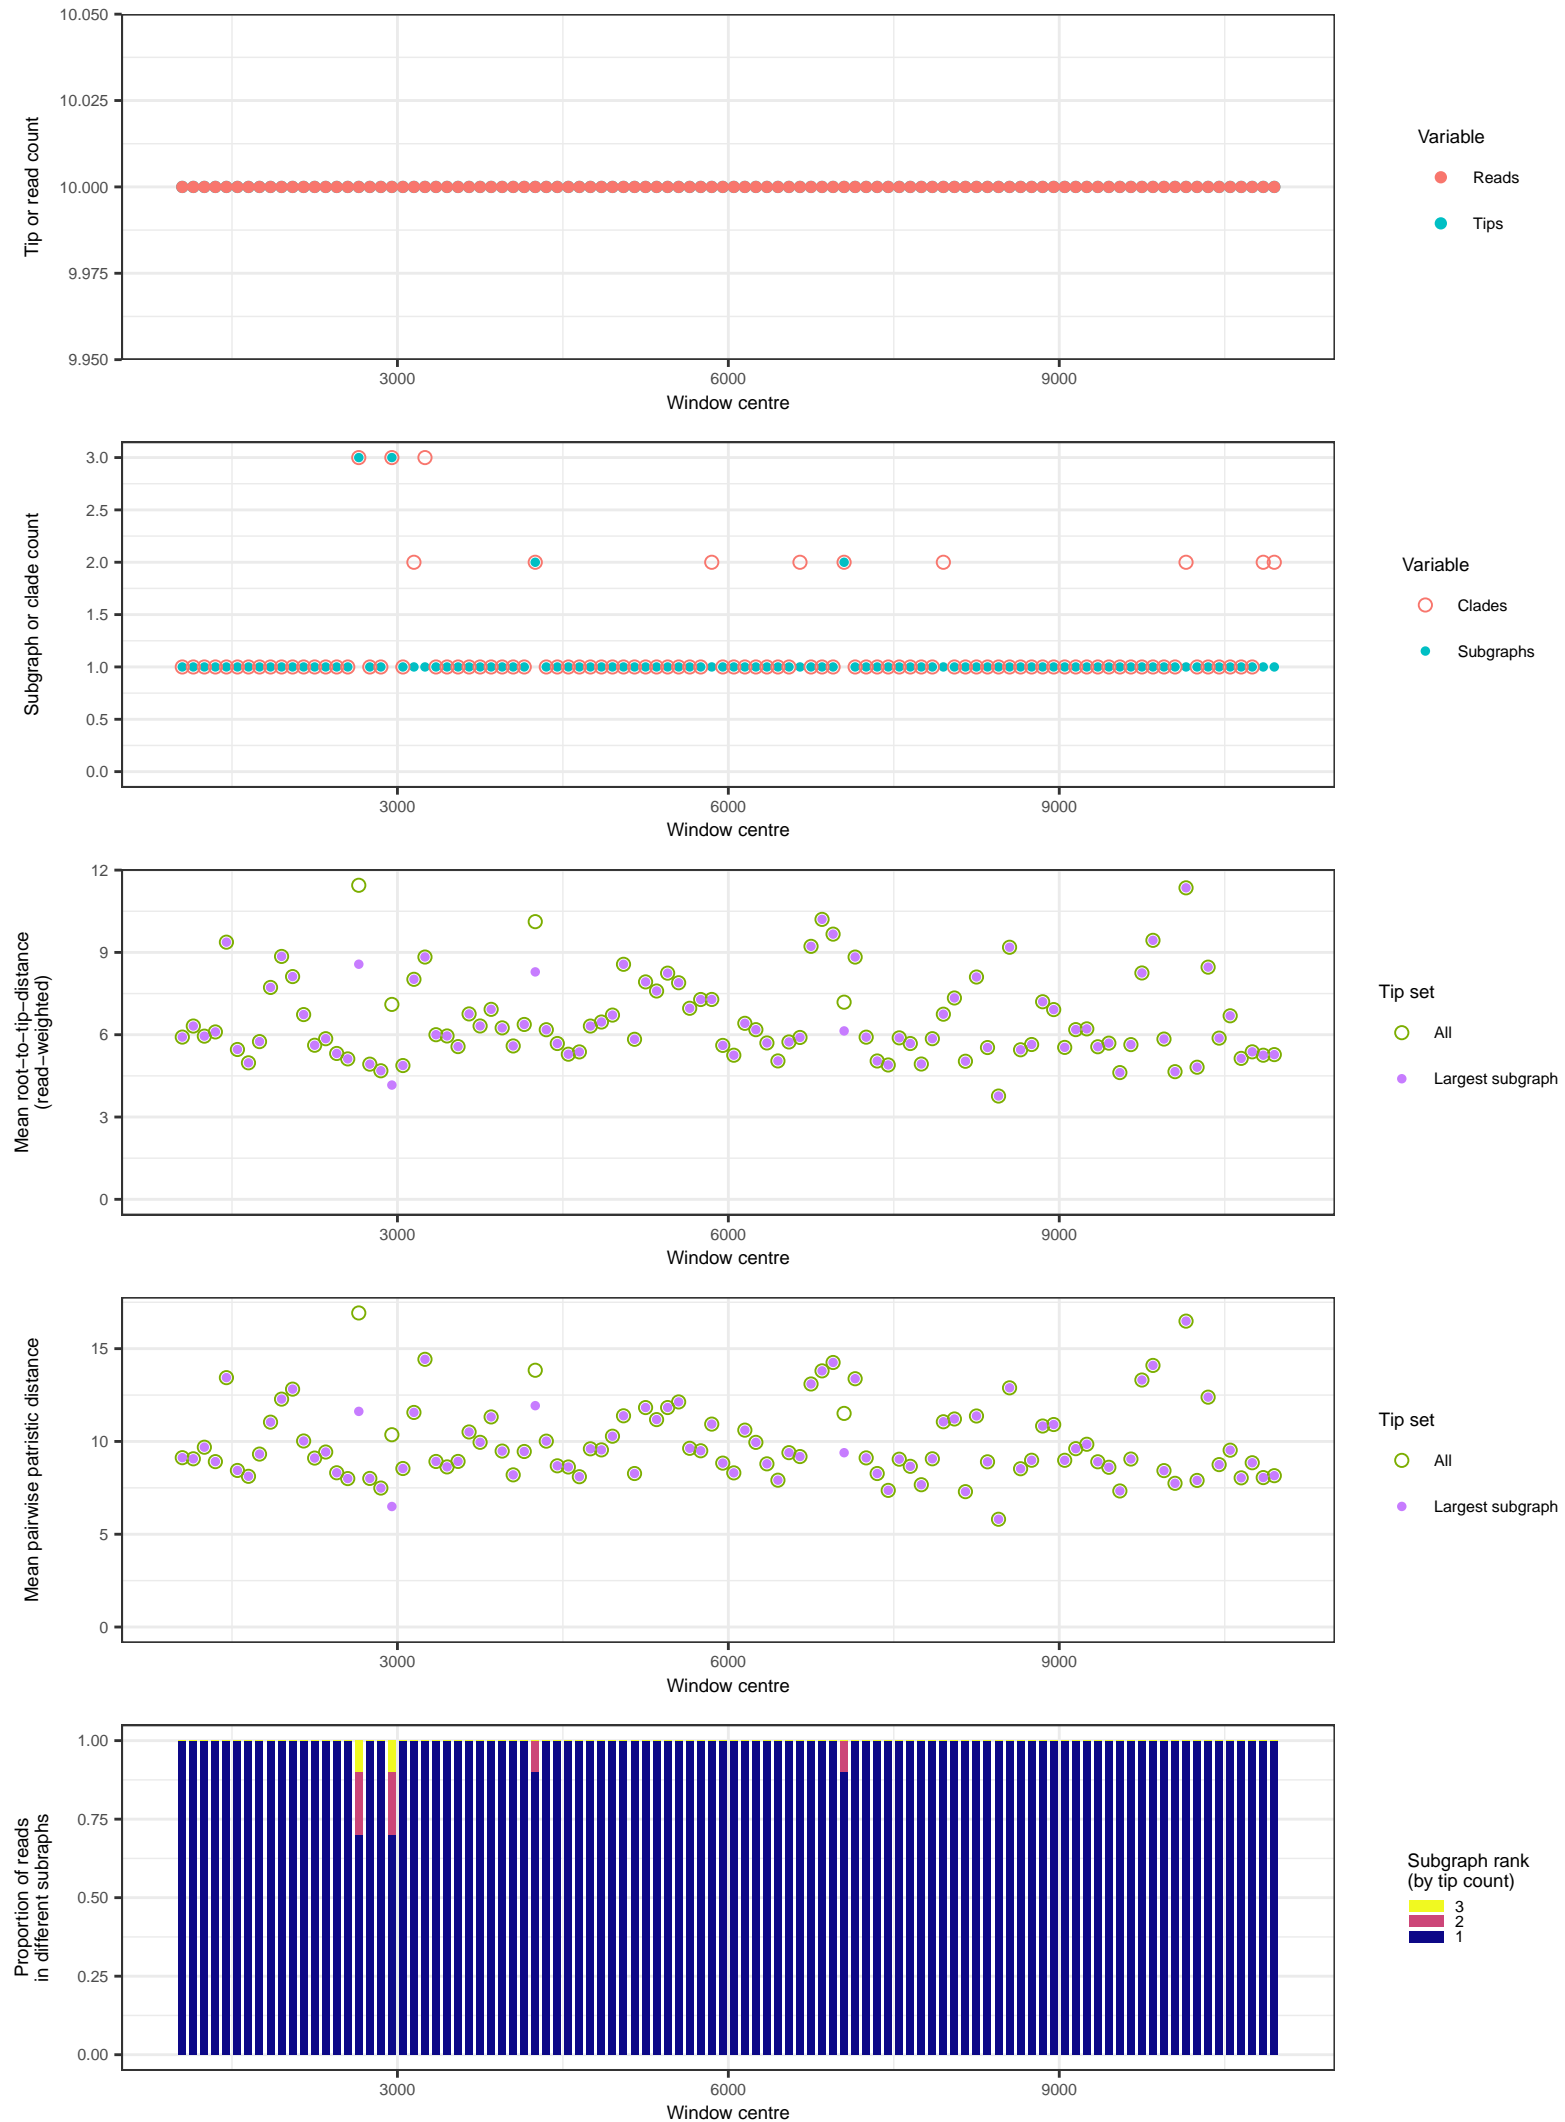 10.050
10.025
10.000
9.975
9.950
Tip or read count
3000
6000
9000
Window centre
Variable
Reads
Tips
3.0
2.5
2.0
1.5
1.0
0.5
0.0
Subgraph or clade count
3000
6000
9000
Window centre
Variable
Clades
Subgraphs
12
9
6
3
0
Mean root−to−tip−distance
(read−weighted)
3000
6000
9000
Window centre
Tip set
All
Largest subgraph
15
10
5
0
Mean pairwise patristic distance
3000
6000
9000
Window centre
Tip set
All
Largest subgraph
1.00
0.75
0.50
0.25
0.00
Proportion of reads
in different subraphs
3000
6000
9000
Window centre
Subgraph rank
(by tip count)
3
2
1